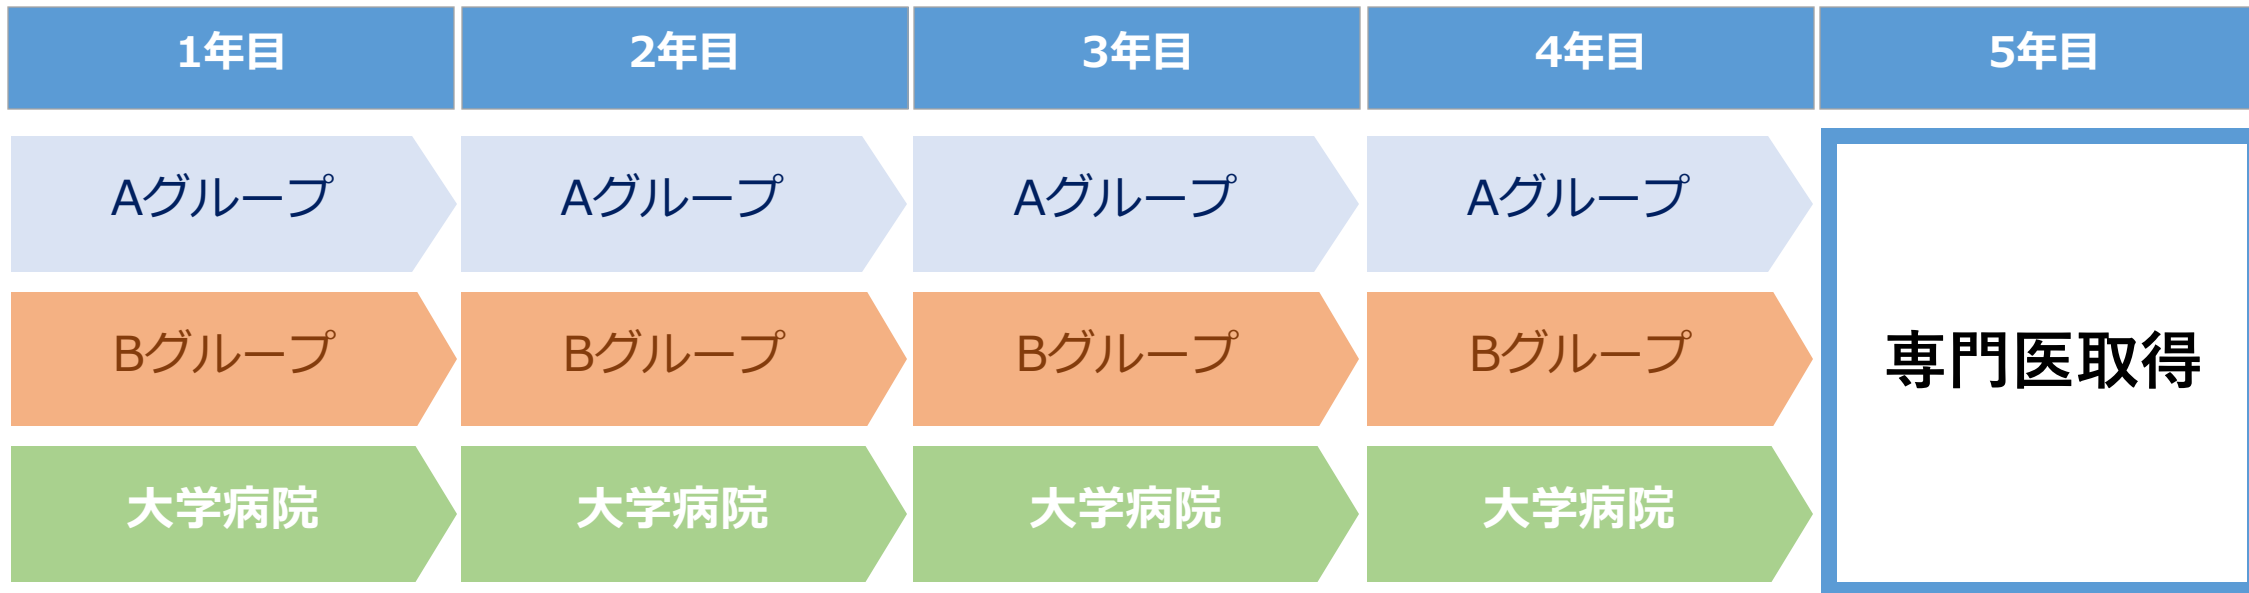 1年目
2年目
3年目
4年目
5年目
Aグループ
Aグループ
Aグループ
Aグループ
Bグループ
Bグループ
Bグループ
Bグループ
専門医取得
大学病院
大学病院
大学病院
大学病院